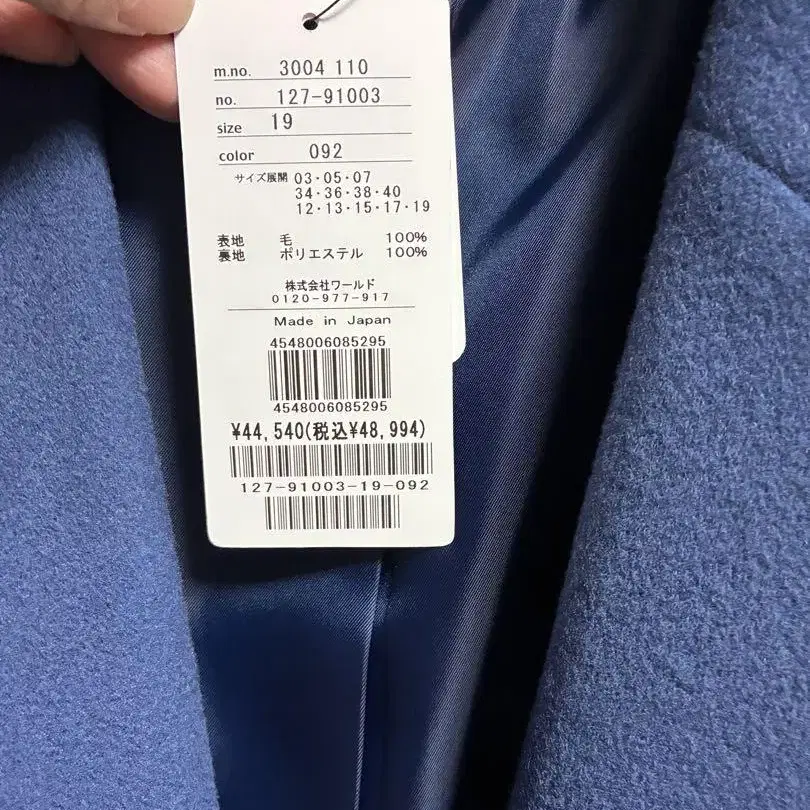 m.no. 3004 110
no. 127-91003
size 19
color 092
サイズ展開 03・05・07
34・36・38・40
12・13・15・17・19
表地 毛 100%
裏地 ポリエステル 100%
株式会社ワールド
0120-977-917
Made in Japan
4548006085295
4548006085295
¥44,540(税込¥48,994)
127-91003-19-092